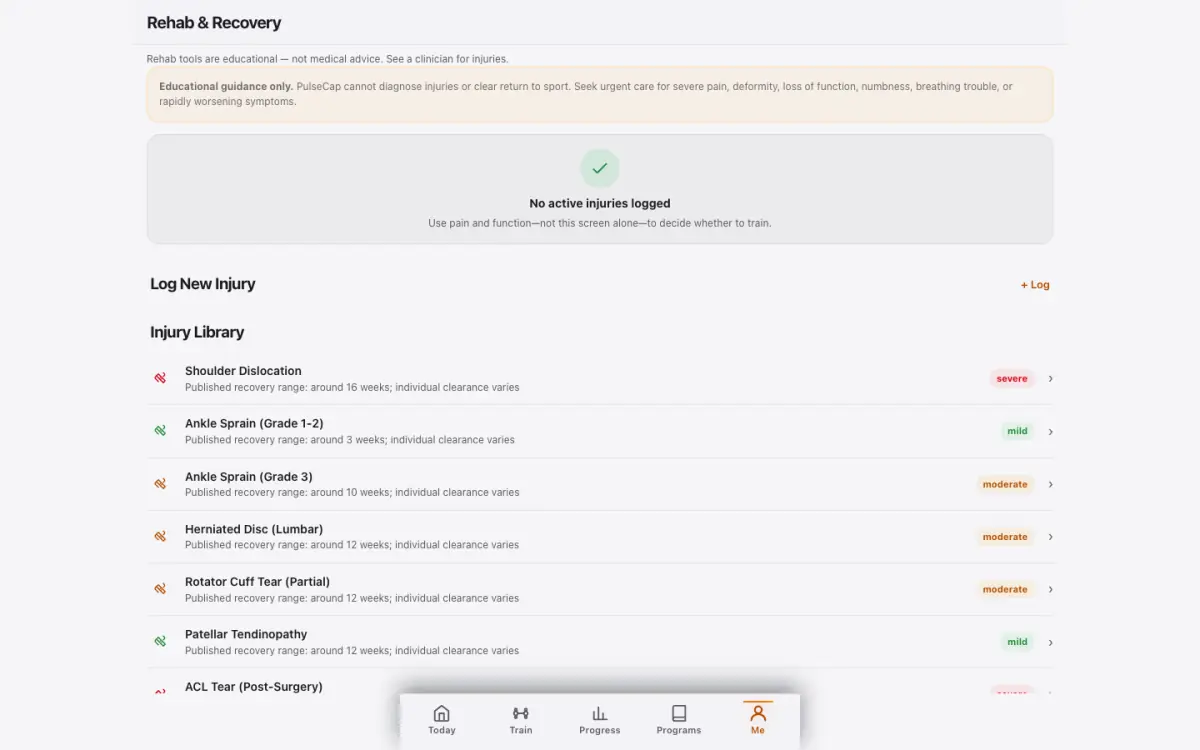 Rehab & Recovery
Rehab tools are educational — not medical advice. See a clinician for injuries.
Educational guidance only. PulseCap cannot diagnose injuries or clear return to sport. Seek urgent care for severe pain, deformity, loss of function, numbness, breathing trouble, or
rapidly worsening symptoms.
No active injuries logged
Use pain and function—not this screen alone—to decide whether to train.
Log New Injury
+ Log
Injury Library
Shoulder Dislocation
Published recovery range: around 16 weeks; individual clearance varies
severe
Ankle Sprain (Grade 1-2)
Published recovery range: around 3 weeks; individual clearance varies
mild
Ankle Sprain (Grade 3)
Published recovery range: around 10 weeks; individual clearance varies
moderate
Herniated Disc (Lumbar)
Published recovery range: around 12 weeks; individual clearance varies
moderate
Rotator Cuff Tear (Partial)
Published recovery range: around 12 weeks; individual clearance varies
moderate
Patellar Tendinopathy
Published recovery range: around 12 weeks; individual clearance varies
mild
ACL Tear (Post-Surgery)
Today
Train
Progress
Programs
Me